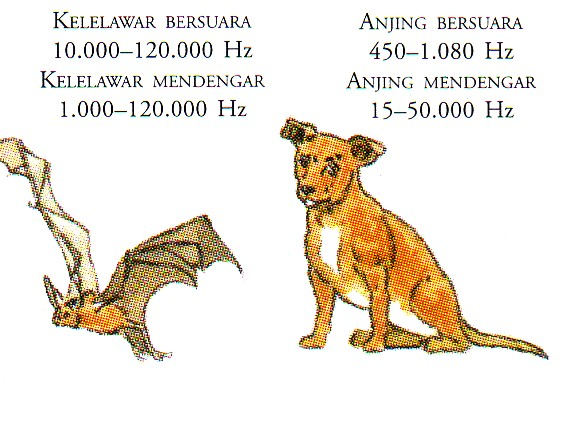 KELELAWAR BERSUARA
10.000–120.000 Hz
KELELAWAR MENDENGAR
1.000–120.000 Hz
ANJING BERSUARA
450–1.080 Hz
ANJING MENDENGAR
15–50.000 Hz